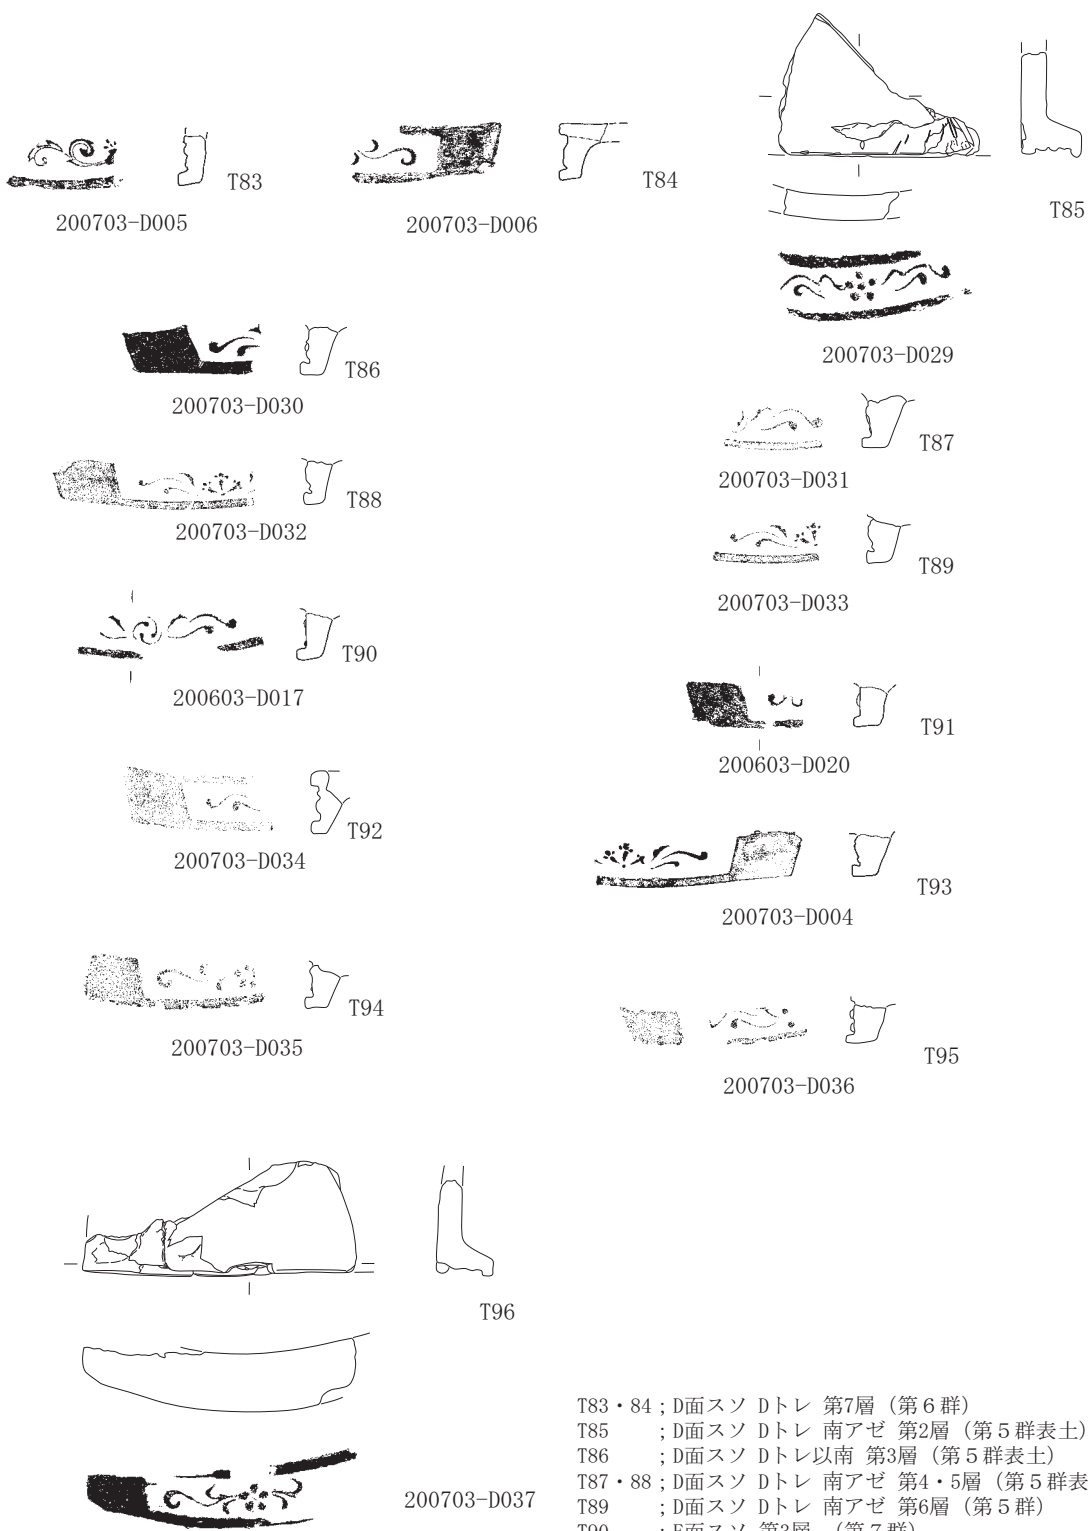 T83
200703-D005
T84
200703-D006
T85
200703-D029
T86
200703-D030
T87
200703-D031
T88
200703-D032
T89
200703-D033
T90
200603-D017
T91
200603-D020
T92
200703-D034
T93
200703-D004
T94
200703-D035
T95
200703-D036
T96
200703-D037
T83・84；D面スソ Dトレ 第7層（第６群）
T85　　；D面スソ Dトレ 南アゼ 第2層（第５群表土）
T86　　；D面スソ Dトレ以南 第3層（第５群表土）
T87・88；D面スソ Dトレ 南アゼ 第4・5層（第５群表
T89　　；D面スソ Dトレ 南アゼ 第6層（第５群）